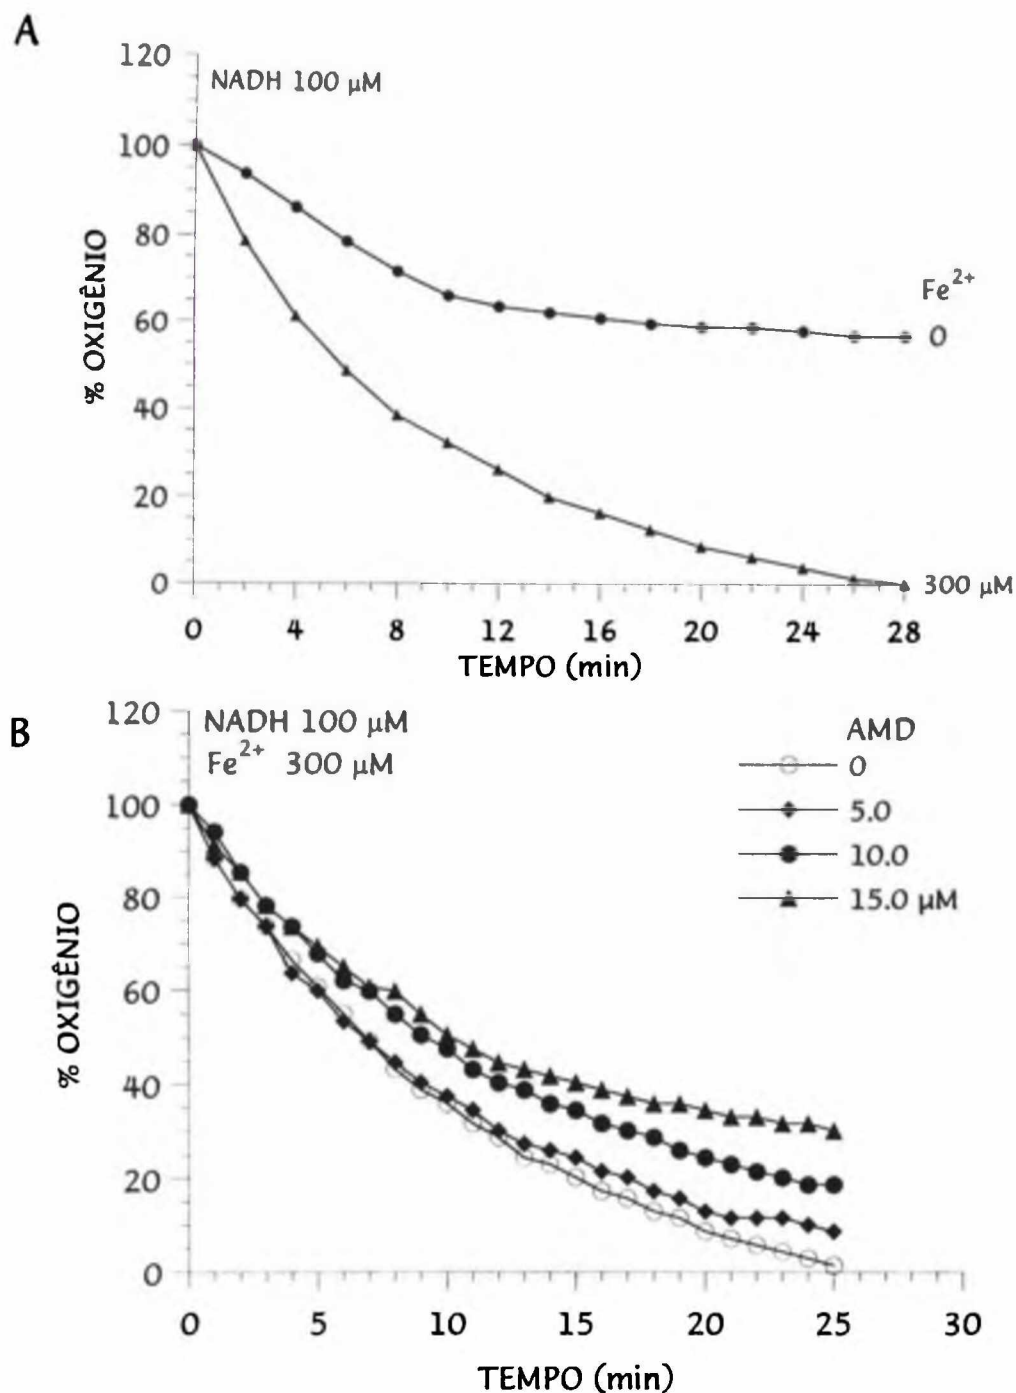 A
NADH 100 μM
% OXIGÊNIO
120
100
80
60
40
20
0
Fe²⁺
0
300 μM
0 4 8 12 16 20 24 28
TEMPO (min)
B
NADH 100 μM
Fe²⁺ 300 μM
AMD
0
5.0
10.0
15.0 μM
% OXIGÊNIO
120
100
80
60
40
20
0
0 5 10 15 20 25 30
TEMPO (min)